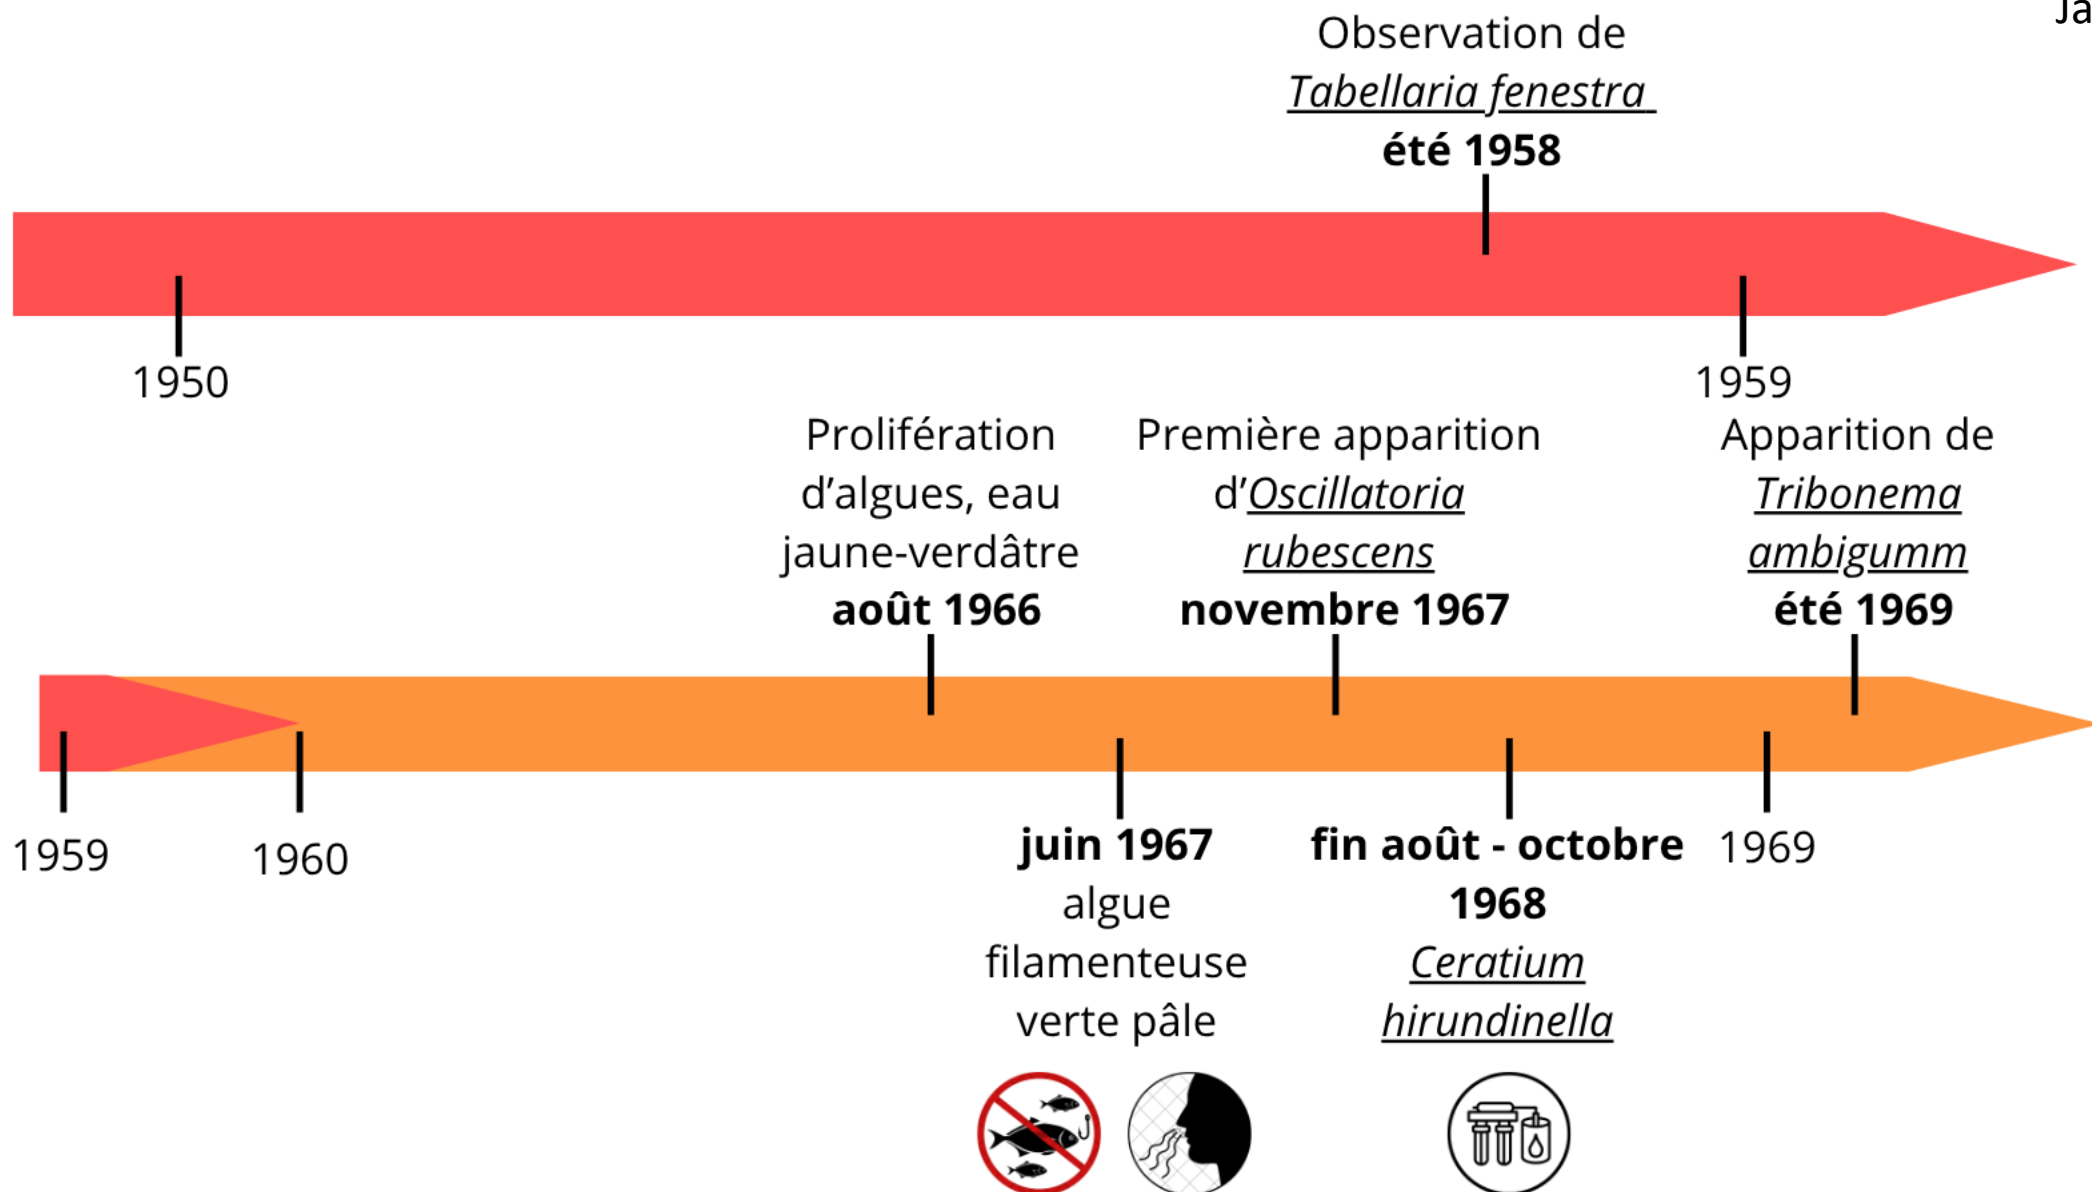 Ja
Observation de
Tabellaria fenestra
été 1958
1950
1959
Prolifération
d'algues, eau
jaune-verdâtre
août 1966
Première apparition
d'Oscillatoria
rubescens
novembre 1967
Apparition de
Tribonema
ambigumm
été 1969
1959
1960
juin 1967
algue
filamenteuse
verte pâle
fin août - octobre
1968
Ceratium
hirundinella
1969